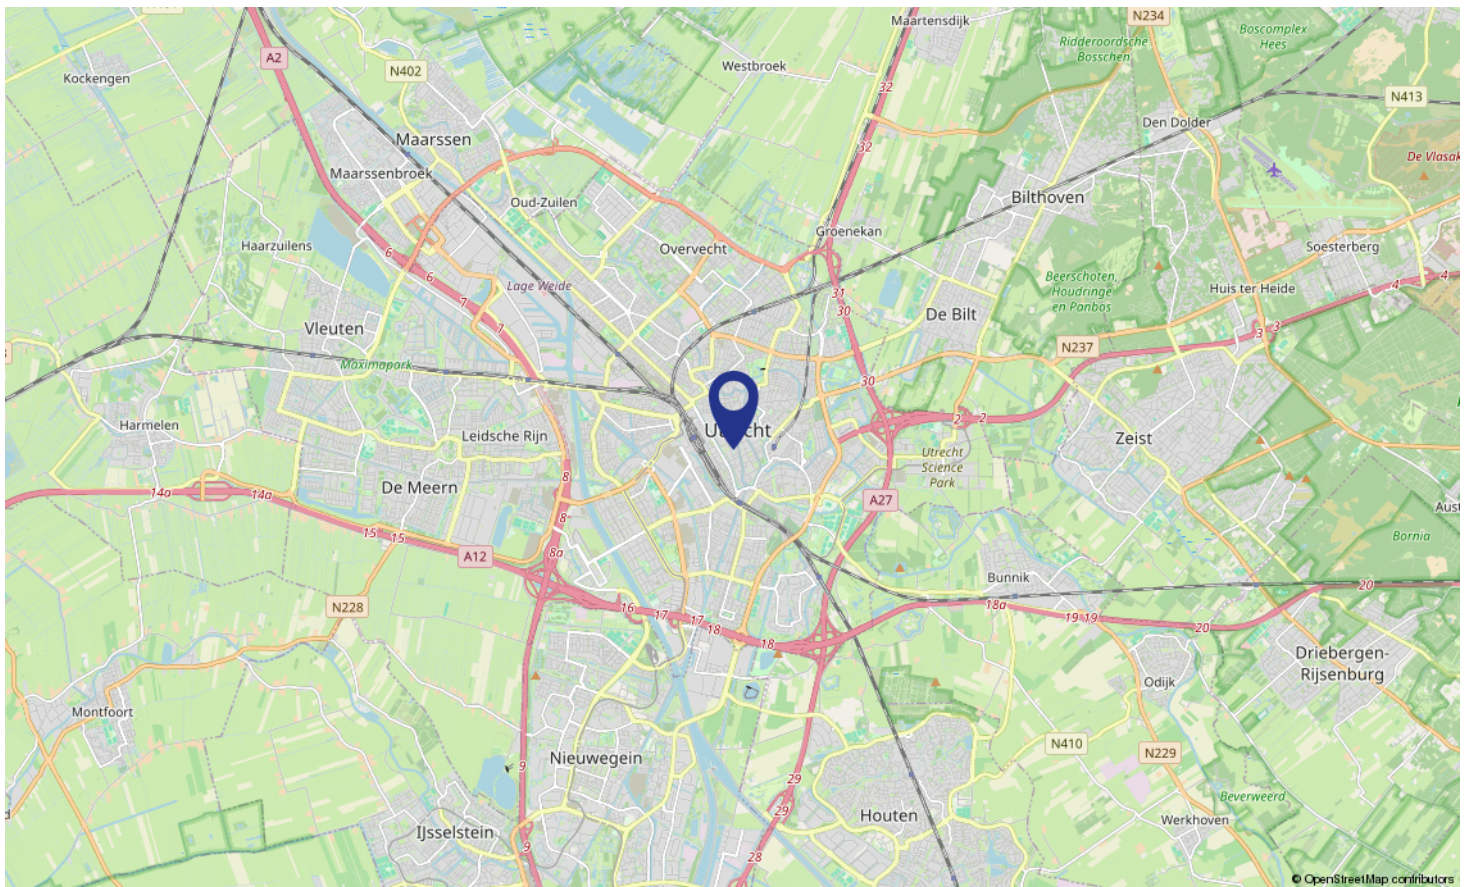 Maartensdijk
N234
Boscomplex
Hees
A2
Ridderoordsche
Bosschen
Kockengen
N402
Westbroek
32
N413
Den Dolder
Maarssen
32
De Vlasak
Maarssenbroek
Bilthoven
Oud-Zuilen
Groenekan
Haarzuilens
Overvecht
Soesterberg
6
6
Lage Weide
Beerschoten,
Houdringe
en Panbos
4
4
Huis ter Heide
7
31
30
De Bilt
7
Vleuten
3
3
N237
Maximapark
30
2
2
Harmelen
Leidsche Rijn
Utrecht
Zeist
Utrecht
Science
Park
8
De Meern
14a
14a
A27
Aust
8
15
15
Bornia
8a
A12
Bunnik
20
N228
16
17
17
18
18
18a
19
19
20
Driebergen-
Rijsenburg
Odijk
Montfoort
N410
N229
Nieuwegein
9
29
Beverweerd
29
Houten
Werkhoven
IJsselstein
9
28
© OpenStreetMap contributors